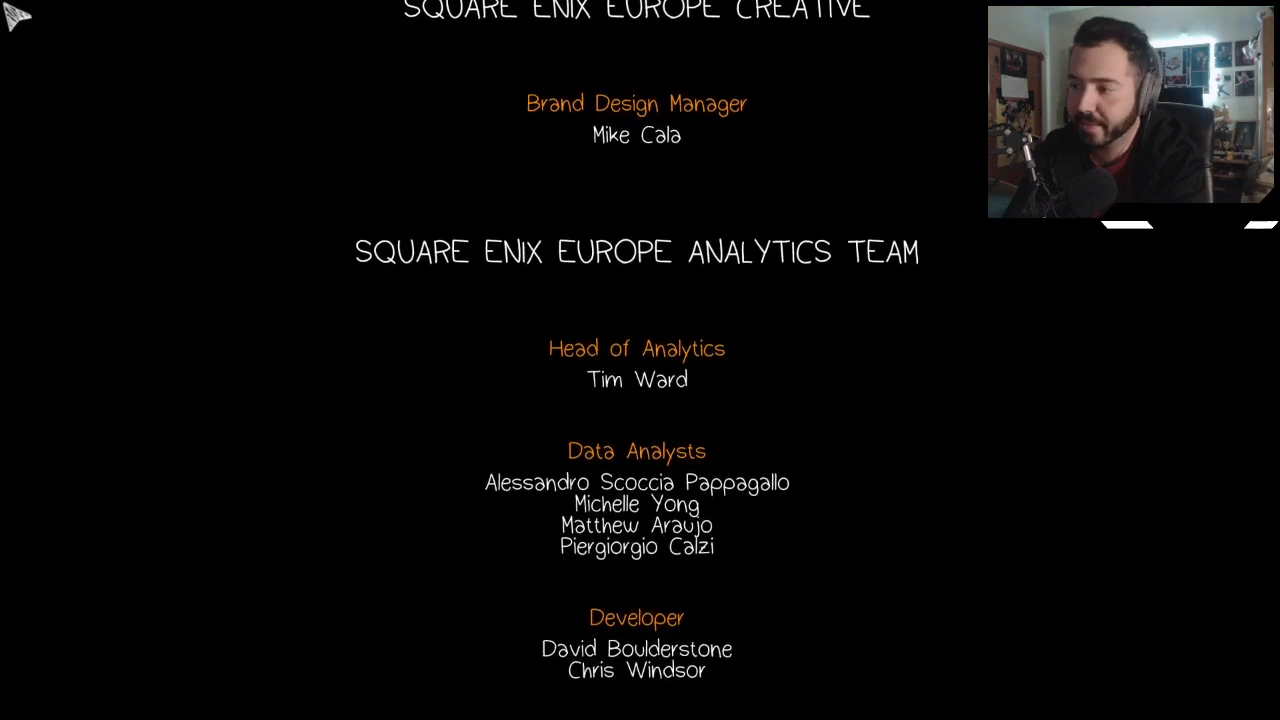 SQUARE ENIX EUROPE CREATIVE
Brand Design Manager
Mike Cala
SQUARE ENIX EUROPE ANALYTICS TEAM
Head of Analytics
Tim Ward
Data Analysts
Alessandro Scoccia Pappagallo
Michelle Yong
Matthew Araujo
Piergiorgio Calzi
Developer
David Boulderstone
Chris Windsor